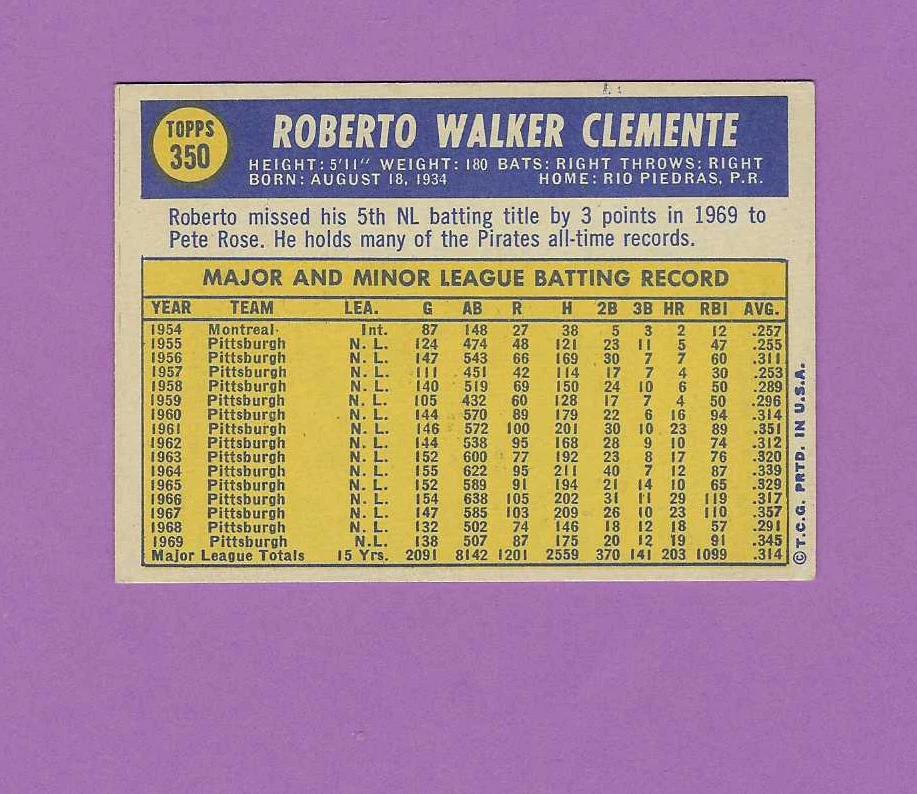 TOPPS
350
ROBERTO WALKER CLEMENTE
HEIGHT: 5'11" WEIGHT: 180 BATS: RIGHT THROWS: RIGHT
BORN: AUGUST 18, 1934 HOME: RIO PIEDRAS, P.R.
Roberto missed his 5th NL batting title by 3 points in 1969 to
Pete Rose. He holds many of the Pirates all-time records.
MAJOR AND MINOR LEAGUE BATTING RECORD
YEAR TEAM LEA. G AB R H 2B 3B HR RBI AVG.
1954 Montreal Int. 87 148 27 38 5 3 2 12 .257
1955 Pittsburgh N. L. 124 474 48 121 23 11 5 47 .255
1956 Pittsburgh N. L. 147 543 66 169 30 7 7 60 .311
1957 Pittsburgh N. L. 111 451 42 114 17 7 4 30 .253
1958 Pittsburgh N. L. 140 519 69 150 24 10 6 50 .289
1959 Pittsburgh N. L. 105 432 60 128 17 7 4 50 .296
1960 Pittsburgh N. L. 144 570 89 179 22 6 16 94 .314
1961 Pittsburgh N. L. 146 572 100 201 30 10 23 89 .351
1962 Pittsburgh N. L. 144 538 95 168 28 9 10 74 .312
1963 Pittsburgh N. L. 152 600 77 192 23 8 17 76 .320
1964 Pittsburgh N. L. 155 622 95 211 40 7 12 87 .339
1965 Pittsburgh N. L. 152 589 91 194 21 14 10 65 .329
1966 Pittsburgh N. L. 154 638 105 202 31 11 29 119 .317
1967 Pittsburgh N. L. 147 585 103 209 26 10 23 110 .357
1968 Pittsburgh N. L. 132 502 74 146 18 12 18 57 .291
1969 Pittsburgh N.L. 138 507 87 175 20 12 19 91 .345
Major League Totals 15 Yrs. 2091 8142 1201 2559 370 141 203 1099 .314
© T.C.G. PRTD. IN U.S.A.